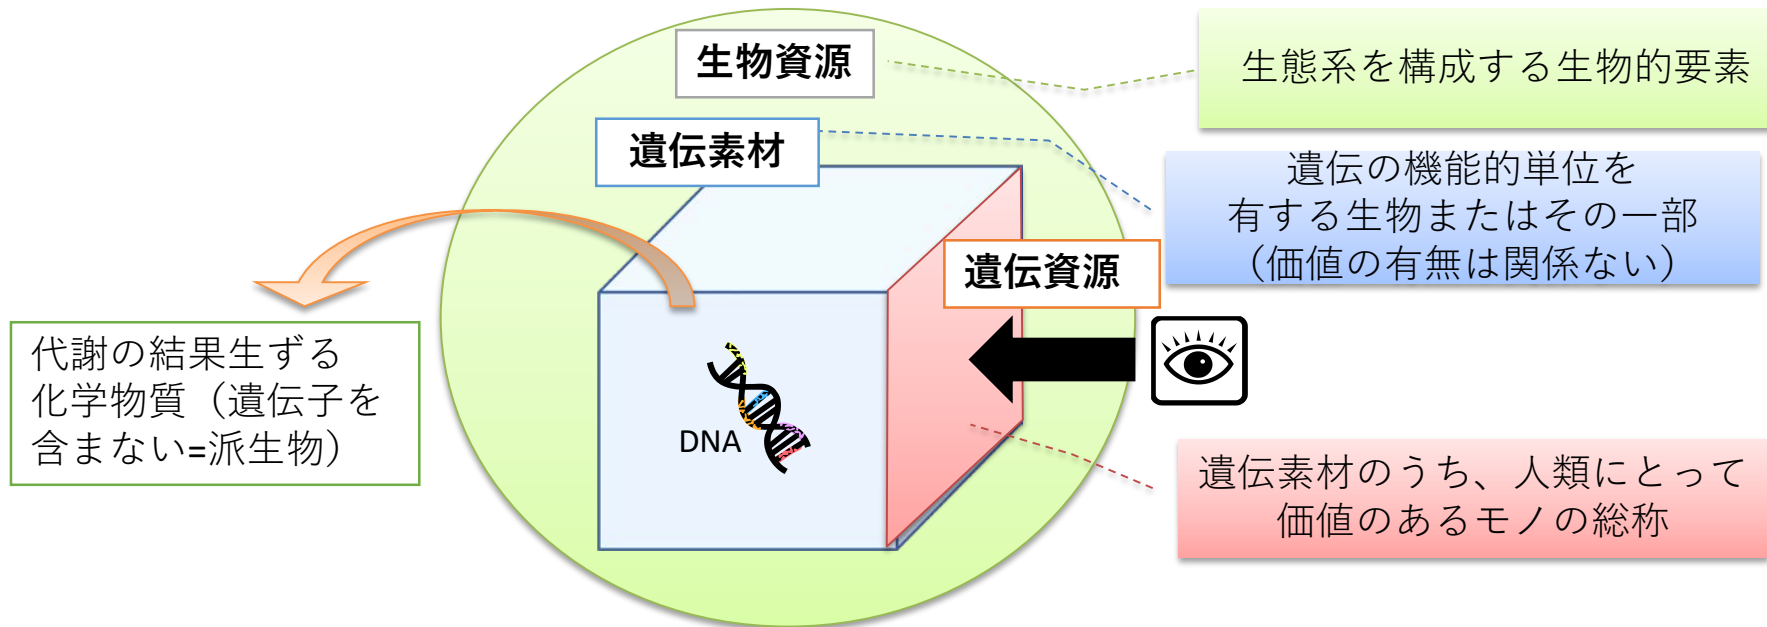 生物資源
生態系を構成する生物的要素
遺伝素材
遺伝の機能的単位を
有する生物またはその一部
（価値の有無は関係ない）
遺伝資源
代謝の結果生ずる
化学物質（遺伝子を
含まない=派生物）
DNA
遺伝素材のうち、人類にとって
価値のあるモノの総称